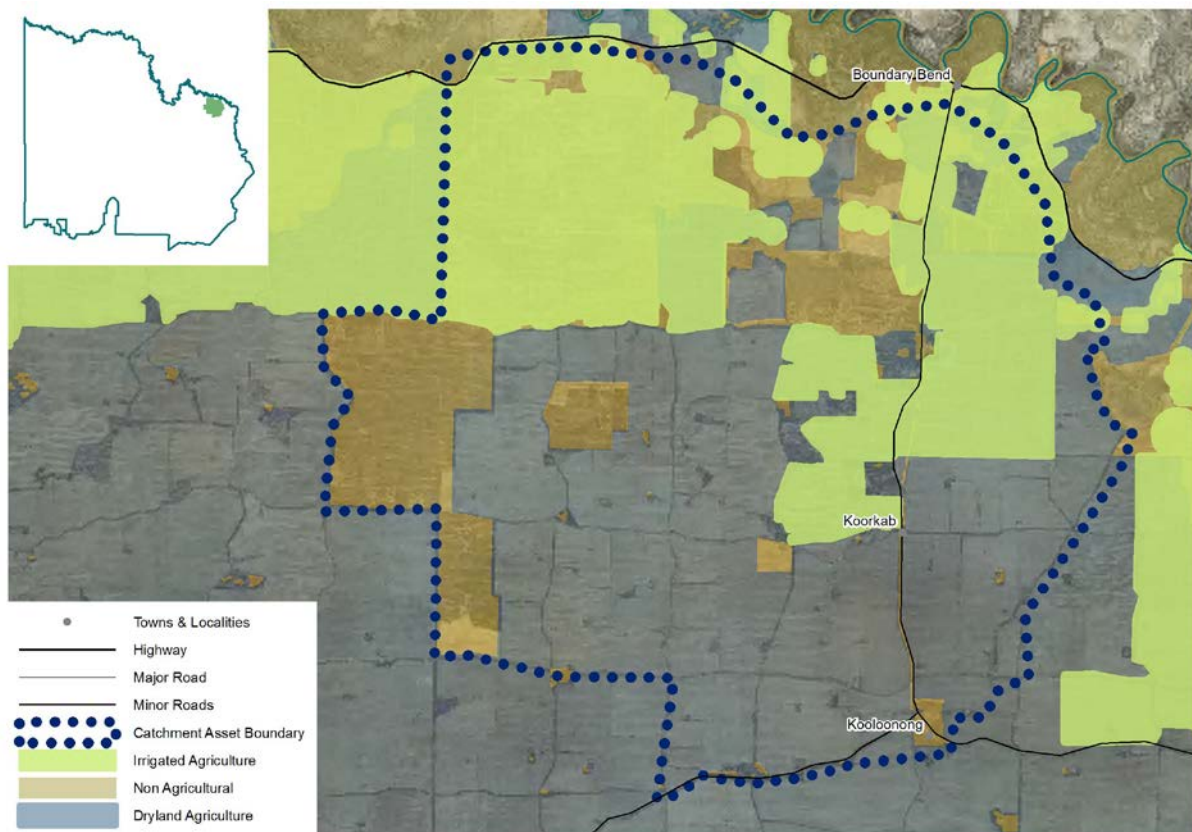 Boundary Bend
Koorkab
Kooloonong
Towns & Localities
Highway
Major Road
Minor Roads
Catchment Asset Boundary
Irrigated Agriculture
Non Agricultural
Dryland Agriculture